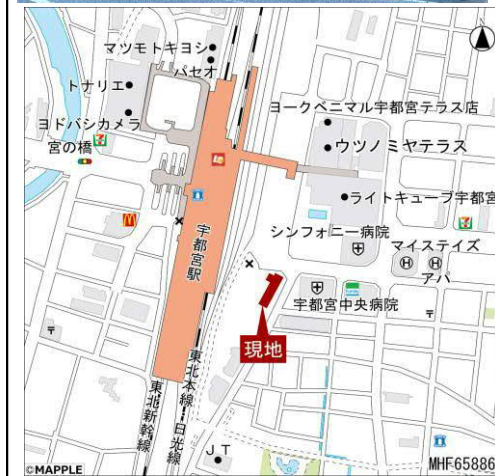 マツモトキヨシ
パセオ
トナリエ
ヨドバシカメラ
宮の橋
ヨークベニマル宇都宮テラス店
ウツノミヤテラス
ライトキューブ宇都宮
シンフォニー病院
マイステイズ
アパ
宇都宮中央病院
宇都宮駅
現地
東北本線・日光線
東北新幹線
JT
©MAPPLE
MHF65886